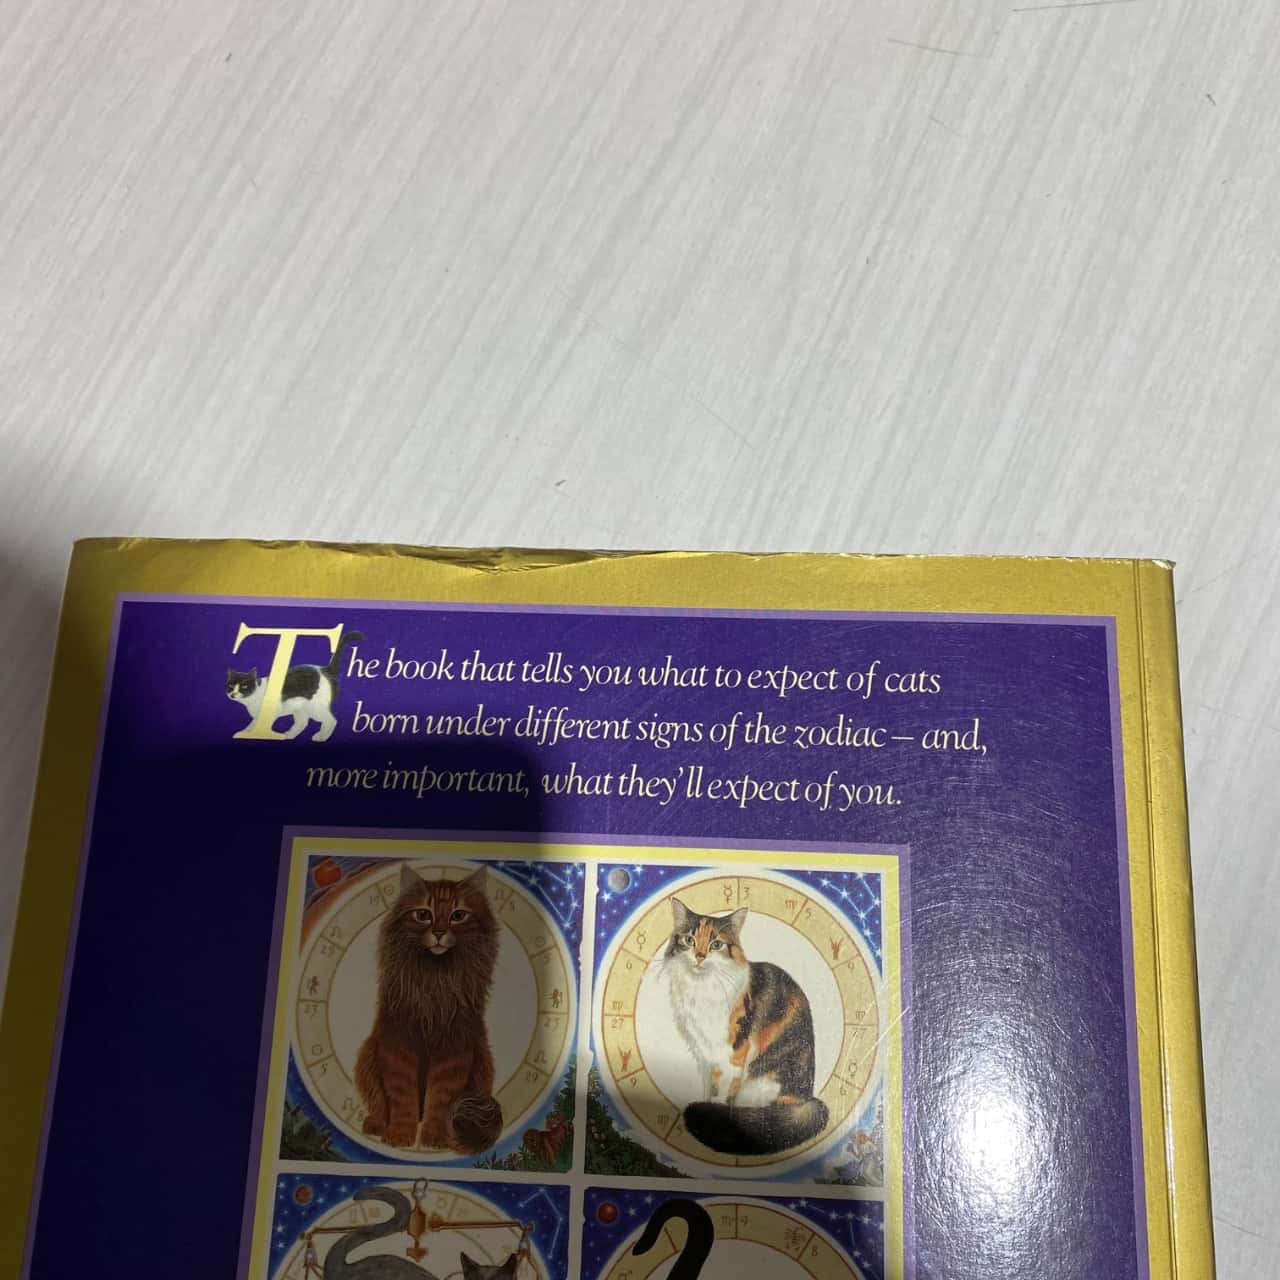 The book that tells you what to expect of cats
born under different signs of the zodiac – and,
more important, what they'll expect of you.